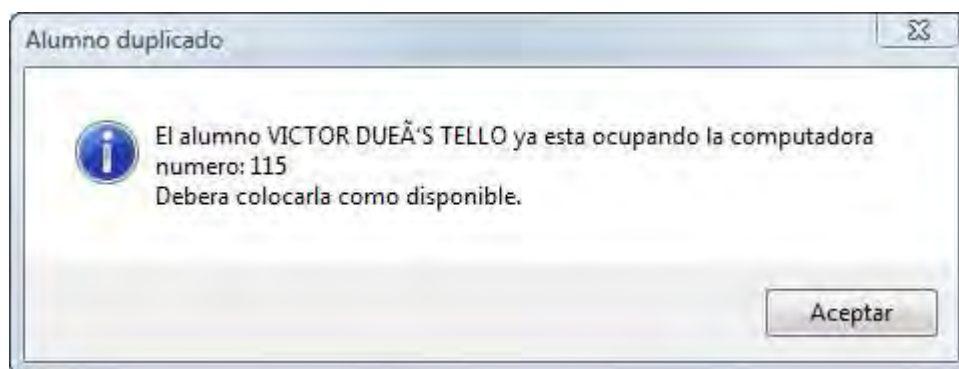 Alumno duplicado
El alumno VICTOR DUEÃ‘S TELLO ya esta ocupando la computadora
numero: 115
Debera colocarla como disponible.
Aceptar